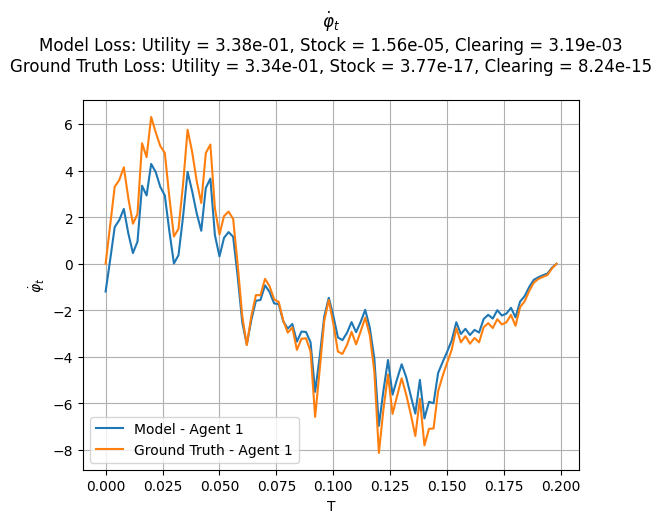 φ̇ₜ
Model Loss: Utility = 3.38e-01, Stock = 1.56e-05, Clearing = 3.19e-03
Ground Truth Loss: Utility = 3.34e-01, Stock = 3.77e-17, Clearing = 8.24e-15
6
4
2
0
−2
−4
−6
−8
φ̇ₜ
Model - Agent 1
Ground Truth - Agent 1
0.000 0.025 0.050 0.075 0.100 0.125 0.150 0.175 0.200
T